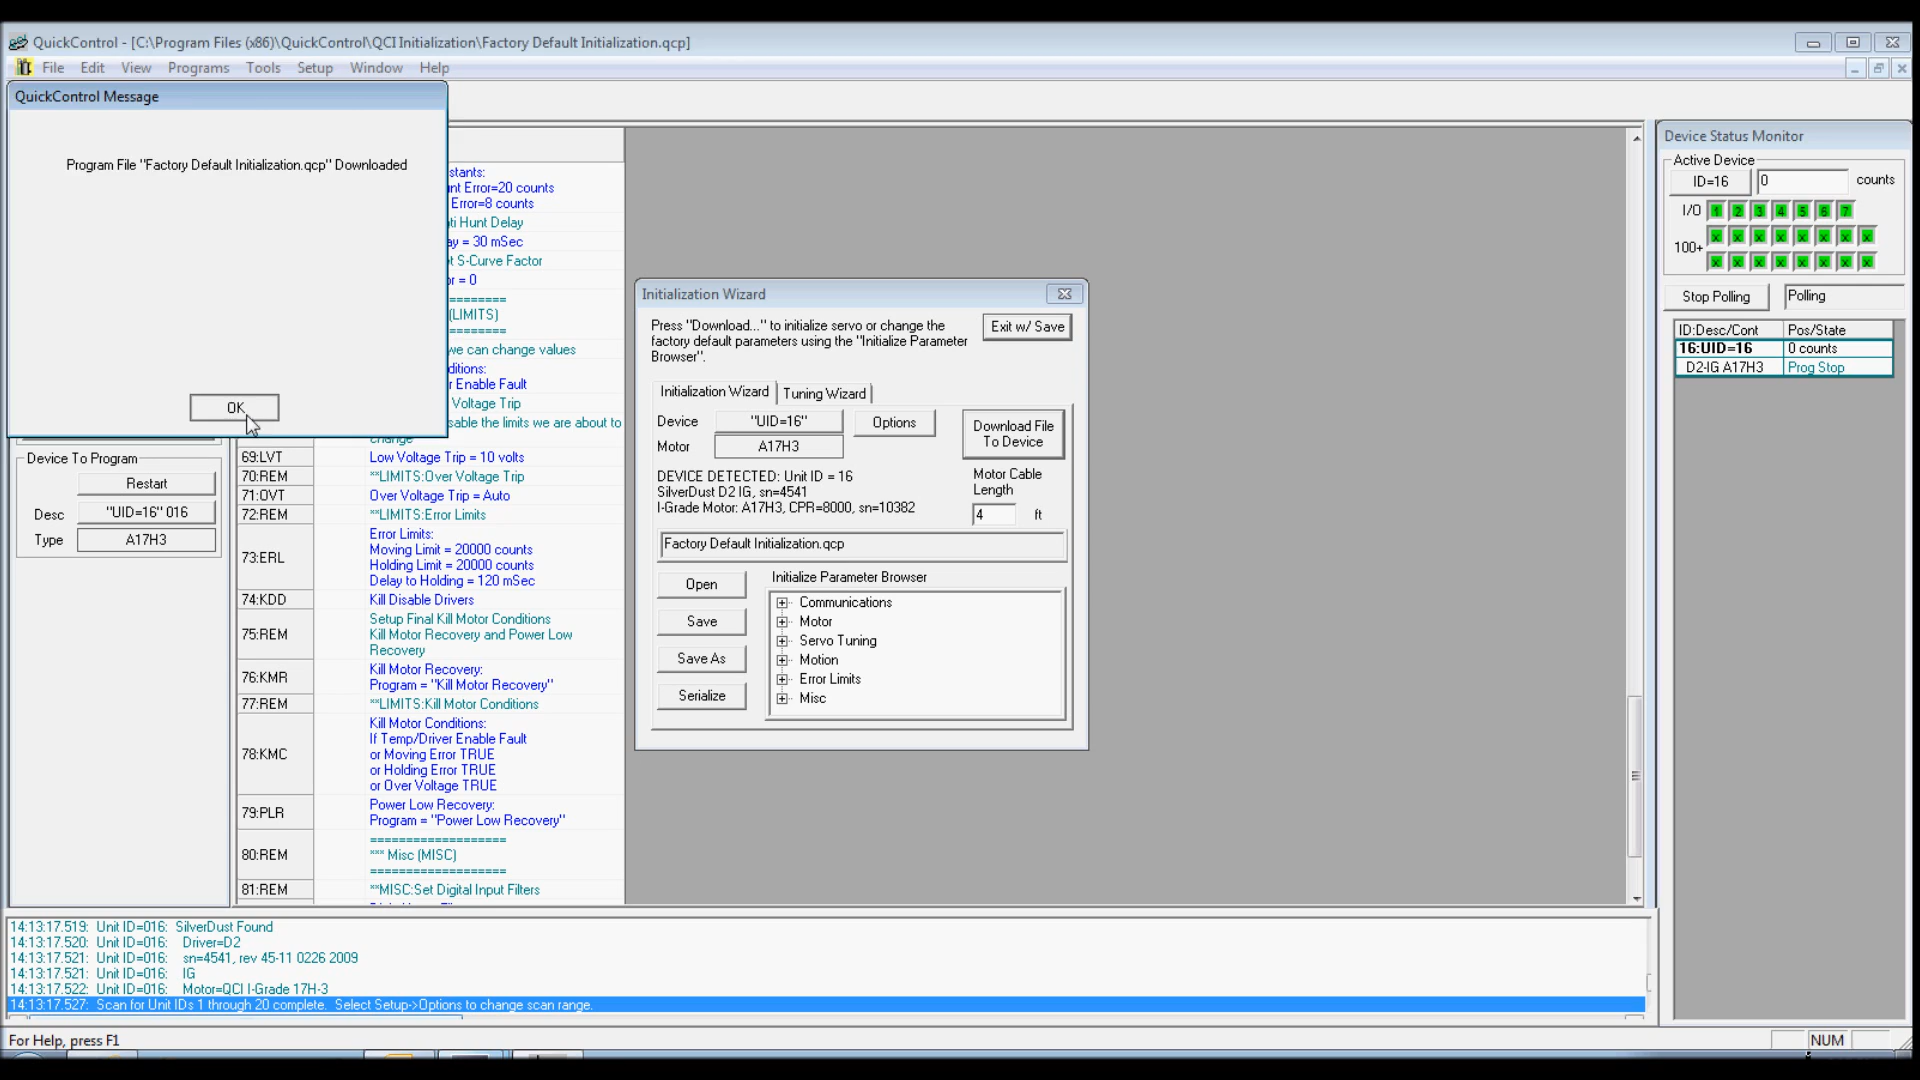 QuickControl - [C:\Program Files (x86)\QuickControl\QCI Initialization\Factory Default Initialization.qcp]
File Edit View Programs Tools Setup Window Help
QuickControl Message
Program File "Factory Default Initialization.qcp" Downloaded
OK
Device To Program
Restart
Desc "UID=16" 016
Type A17H3
stants:
nt Error=20 counts
Error=8 counts
ti Hunt Delay
ay = 30 mSec
t S-Curve Factor
or = 0
========
(LIMITS)
========
we can change values
ditions:
r Enable Fault
Voltage Trip
sable the limits we are about to
change
69:LVT Low Voltage Trip = 10 volts
70:REM **LIMITS:Over Voltage Trip
71:OVT Over Voltage Trip = Auto
72:REM **LIMITS:Error Limits
73:ERL Error Limits:
Moving Limit = 20000 counts
Holding Limit = 20000 counts
Delay to Holding = 120 mSec
74:KDD Kill Disable Drivers
75:REM Setup Final Kill Motor Conditions
Kill Motor Recovery and Power Low
Recovery
76:KMR Kill Motor Recovery:
Program = "Kill Motor Recovery"
77:REM **LIMITS:Kill Motor Conditions
78:KMC Kill Motor Conditions:
If Temp/Driver Enable Fault
or Moving Error TRUE
or Holding Error TRUE
or Over Voltage TRUE
79:PLR Power Low Recovery:
Program = "Power Low Recovery"
80:REM ===================
*** Misc (MISC)
===================
81:REM **MISC:Set Digital Input Filters
Initialization Wizard
Press "Download..." to initialize servo or change the
factory default parameters using the "Initialize Parameter
Browser".
Exit w/ Save
Initialization Wizard Tuning Wizard
Device "UID=16" Options
Motor A17H3
Download File
To Device
DEVICE DETECTED: Unit ID = 16
SilverDust D2 IG, sn=4541
I-Grade Motor: A17H3, CPR=8000, sn=10382
Motor Cable
Length
4 ft
Factory Default Initialization.qcp
Open
Save
Save As
Serialize
Initialize Parameter Browser
Communications
Motor
Servo Tuning
Motion
Error Limits
Misc
Device Status Monitor
Active Device
ID=16 0 counts
I/O 1 2 3 4 5 6 7
100+ x x x x x x x x
x x x x x x x x
Stop Polling Polling
ID:Desc/Cont Pos/State
16:UID=16 0 counts
D2-IG A17H3 Prog Stop
14:13:17.519: Unit ID=016: SilverDust Found
14:13:17.520: Unit ID=016: Driver=D2
14:13:17.521: Unit ID=016: sn=4541, rev 45-11 0226 2009
14:13:17.521: Unit ID=016: IG
14:13:17.522: Unit ID=016: Motor=QCI I-Grade 17H-3
14:13:17.527: Scan for Unit IDs 1 through 20 complete. Select Setup->Options to change scan range.
For Help, press F1
NUM